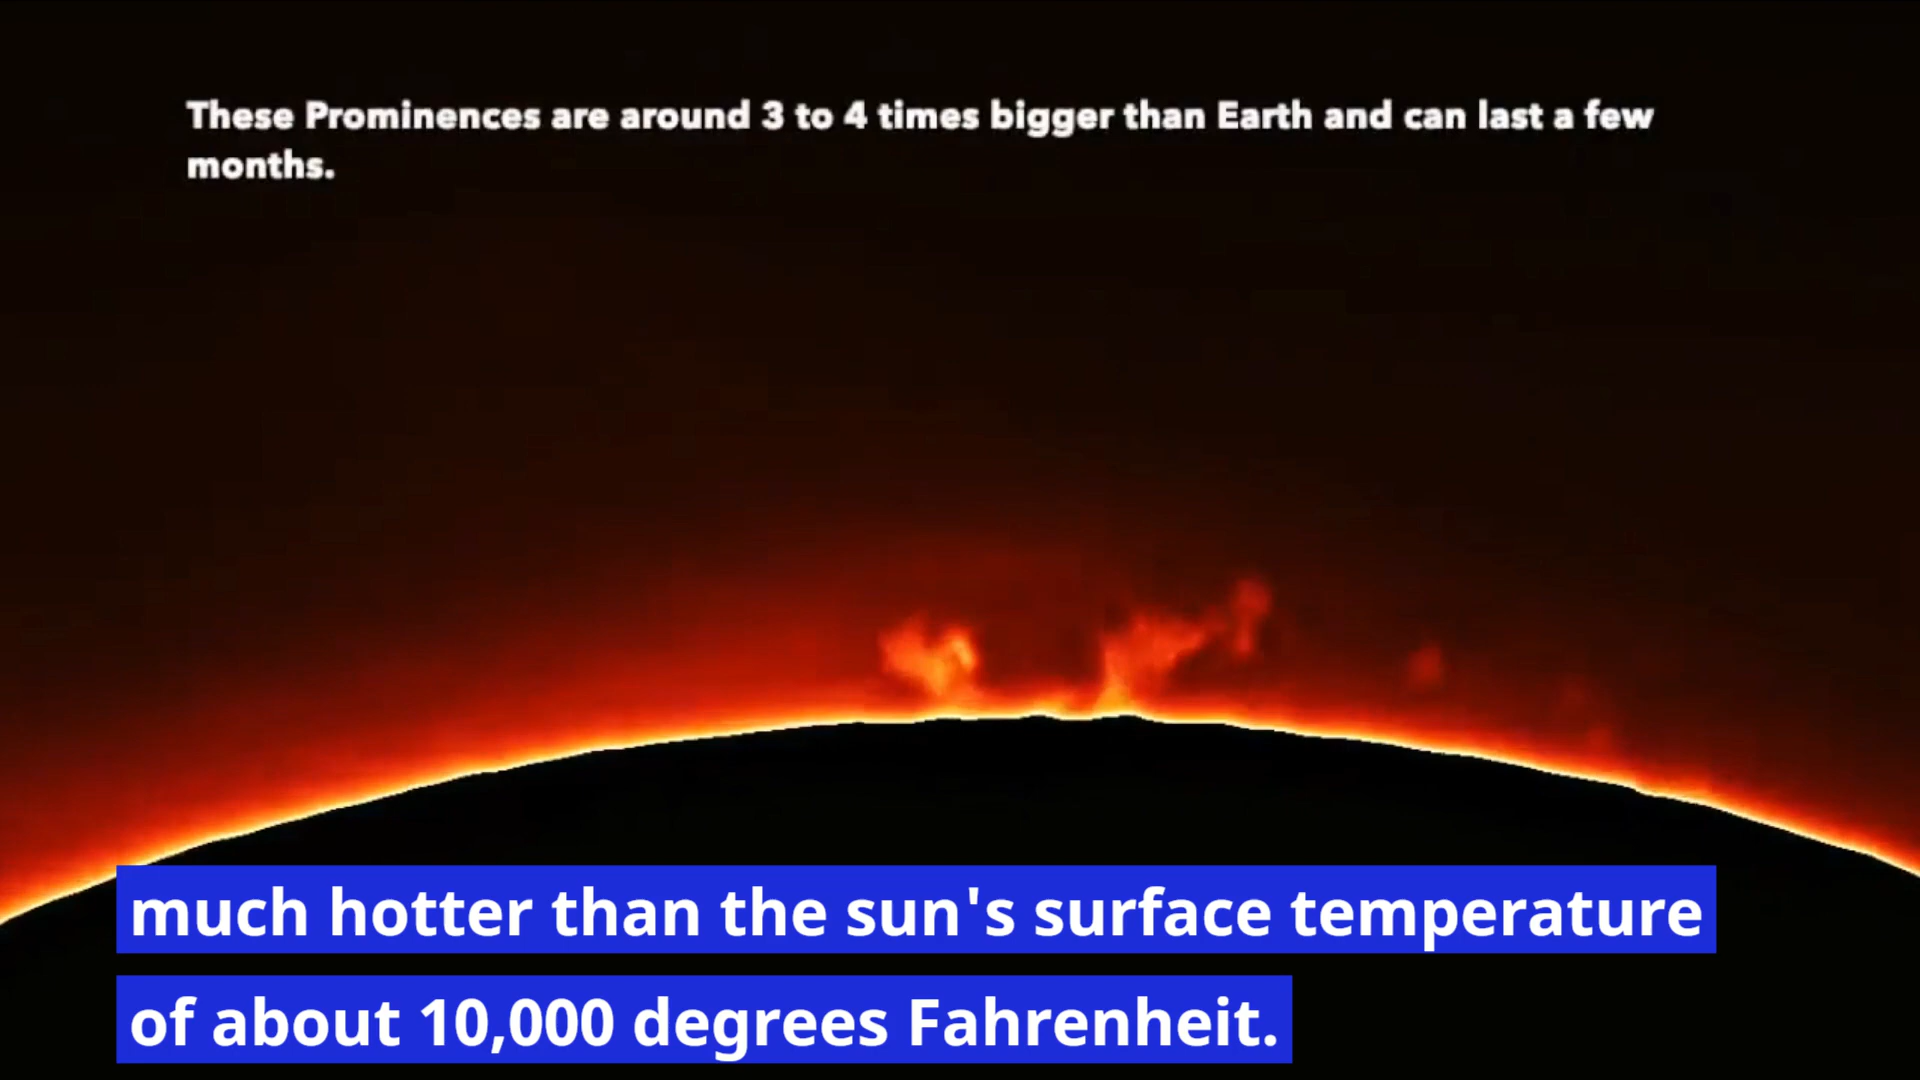 These Prominences are around 3 to 4 times bigger than Earth and can last a few
months.
much hotter than the sun's surface temperature
of about 10,000 degrees Fahrenheit.